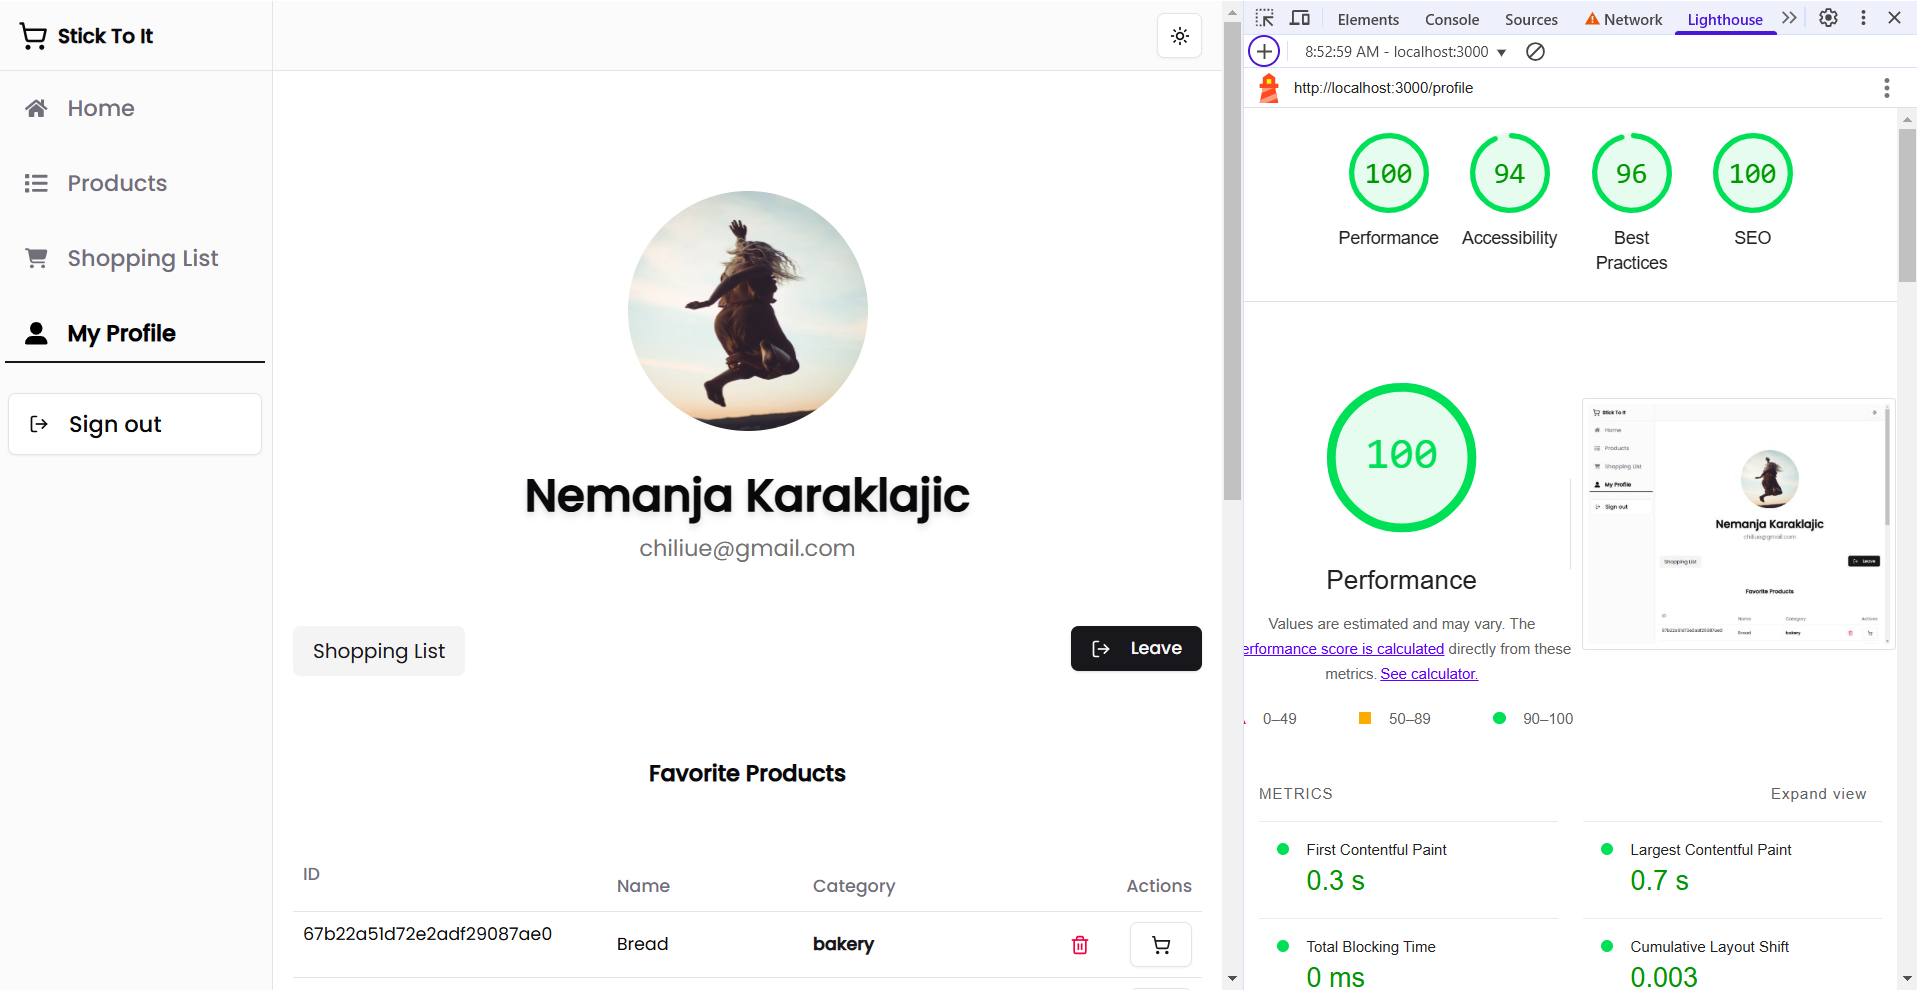 Stick To It
Home
Products
Shopping List
My Profile
Sign out
Nemanja Karaklajic
chiliue@gmail.com
Shopping List
Leave
Favorite Products
ID
Name
Category
Actions
67b22a51d72e2adf29087ae0
Bread
bakery
Elements
Console
Sources
Network
Lighthouse
8:52:59 AM - localhost:3000
http://localhost:3000/profile
100
94
96
100
Performance
Accessibility
Best
Practices
SEO
100
Performance
Values are estimated and may vary. The
erformance score is calculated directly from these
metrics. See calculator.
0–49
50–89
90–100
Stick To It
Home
Products
Shopping List
My Profile
Sign out
Nemanja Karaklajic
chiliue@gmail.com
Shopping List
Leave
Favorite Products
ID
Name
Category
Actions
67b22a51d72e2adf29087ae0
Bread
bakery
METRICS
Expand view
First Contentful Paint
0.3 s
Largest Contentful Paint
0.7 s
Total Blocking Time
0 ms
Cumulative Layout Shift
0.003